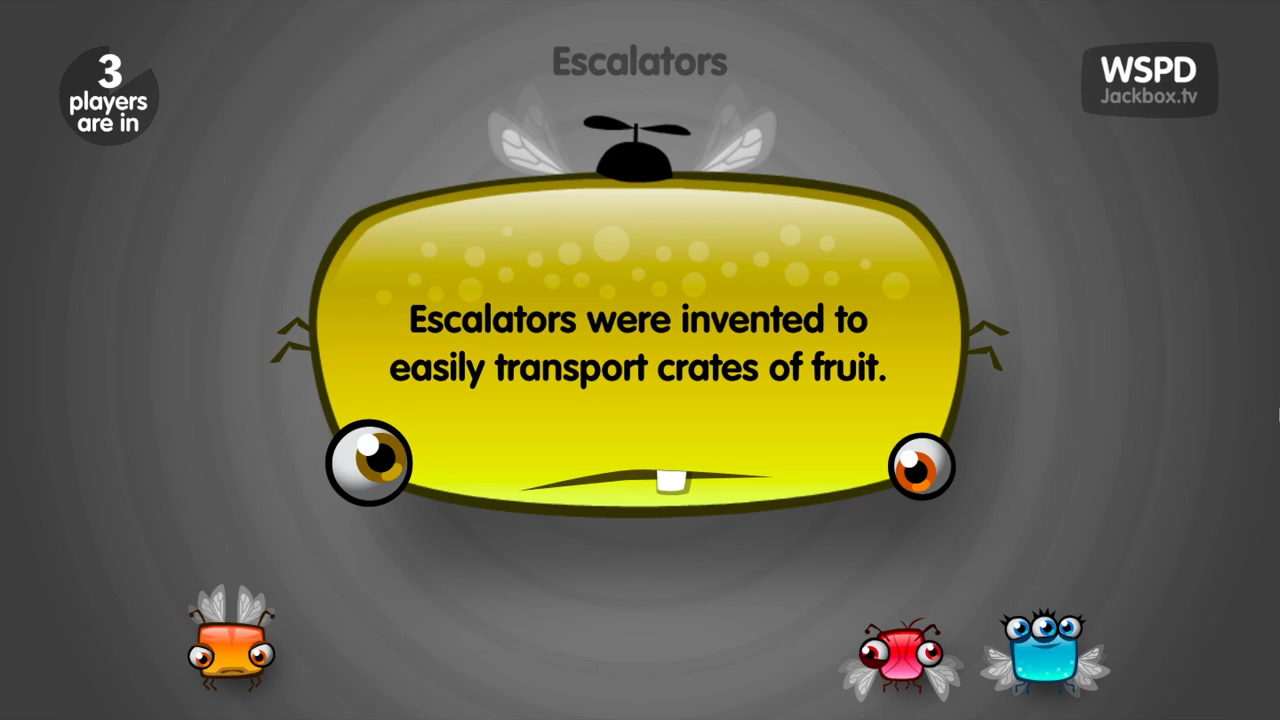 3
players
are in
Escalators
WSPD
Jackbox.tv
Escalators were invented to
easily transport crates of fruit.